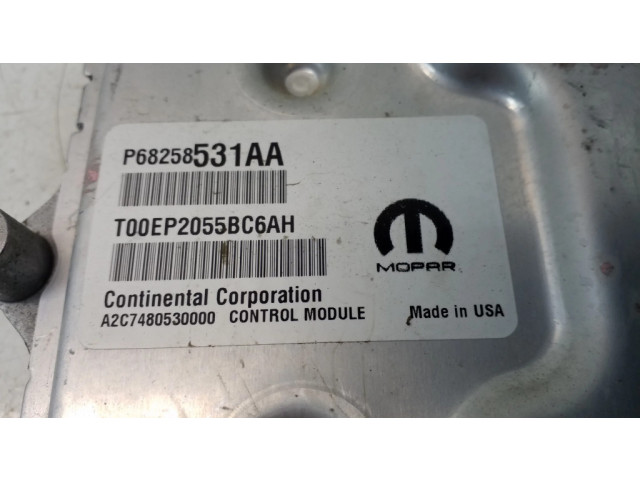 P68258531AA
T00EP2055BC6AH
MOPAR
Continental Corporation
A2C7480530000 CONTROL MODULE
Made in USA